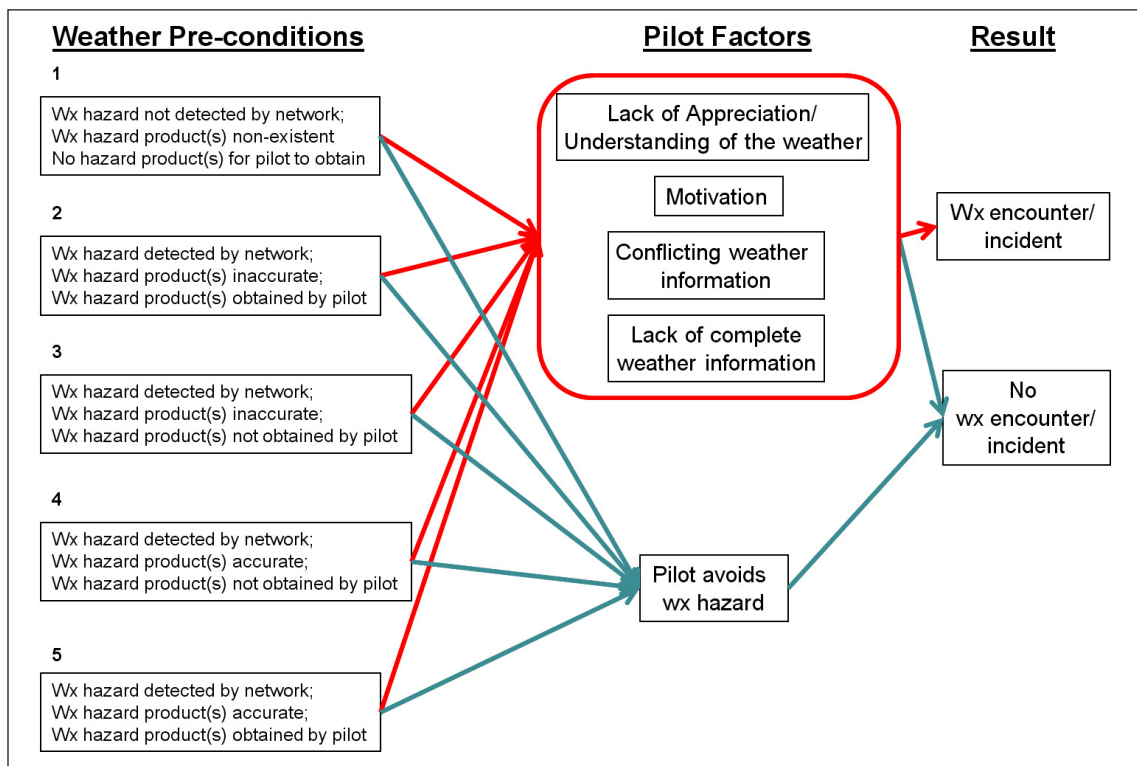 Weather Pre-conditions
Pilot Factors
Result
1
Wx hazard not detected by network;
Wx hazard product(s) non-existent
No hazard product(s) for pilot to obtain
2
Wx hazard detected by network;
Wx hazard product(s) inaccurate;
Wx hazard product(s) obtained by pilot
3
Wx hazard detected by network;
Wx hazard product(s) inaccurate;
Wx hazard product(s) not obtained by pilot
4
Wx hazard detected by network;
Wx hazard product(s) accurate;
Wx hazard product(s) not obtained by pilot
5
Wx hazard detected by network;
Wx hazard product(s) accurate;
Wx hazard product(s) obtained by pilot
Lack of Appreciation/
Understanding of the weather
Motivation
Conflicting weather
information
Lack of complete
weather information
Pilot avoids
wx hazard
Wx encounter/
incident
No
wx encounter/
incident